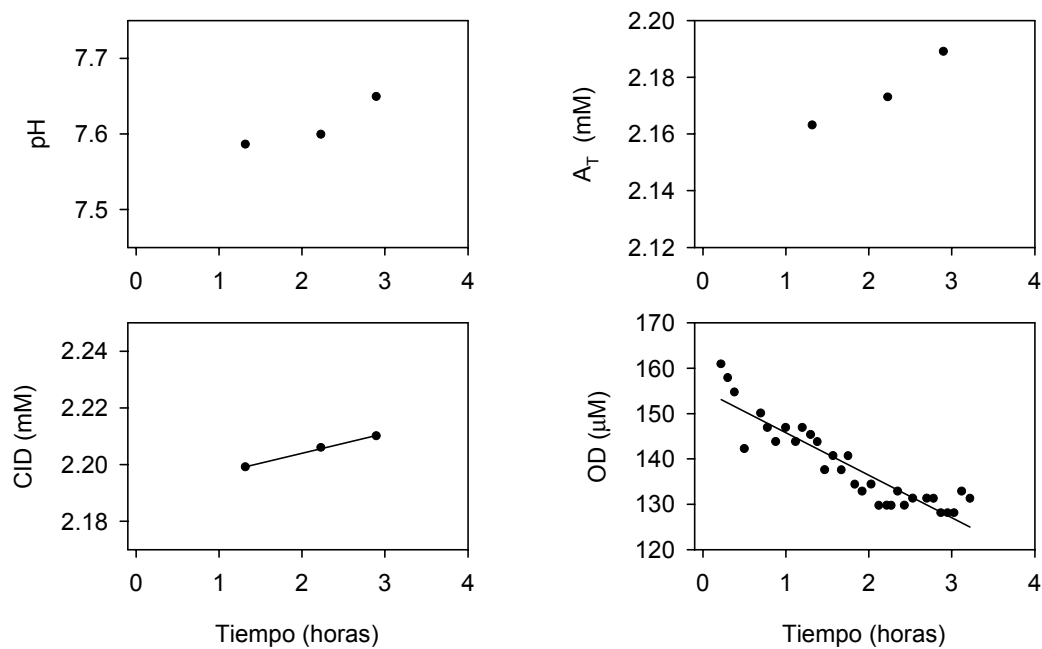 7.7
7.6
7.5
pH
0 1 2 3 4
2.20
2.18
2.16
2.14
2.12
A_T (mM)
0 1 2 3 4
2.24
2.22
2.20
2.18
CID (mM)
0 1 2 3 4
Tiempo (horas)
170
160
150
140
130
120
OD (μM)
0 1 2 3 4
Tiempo (horas)